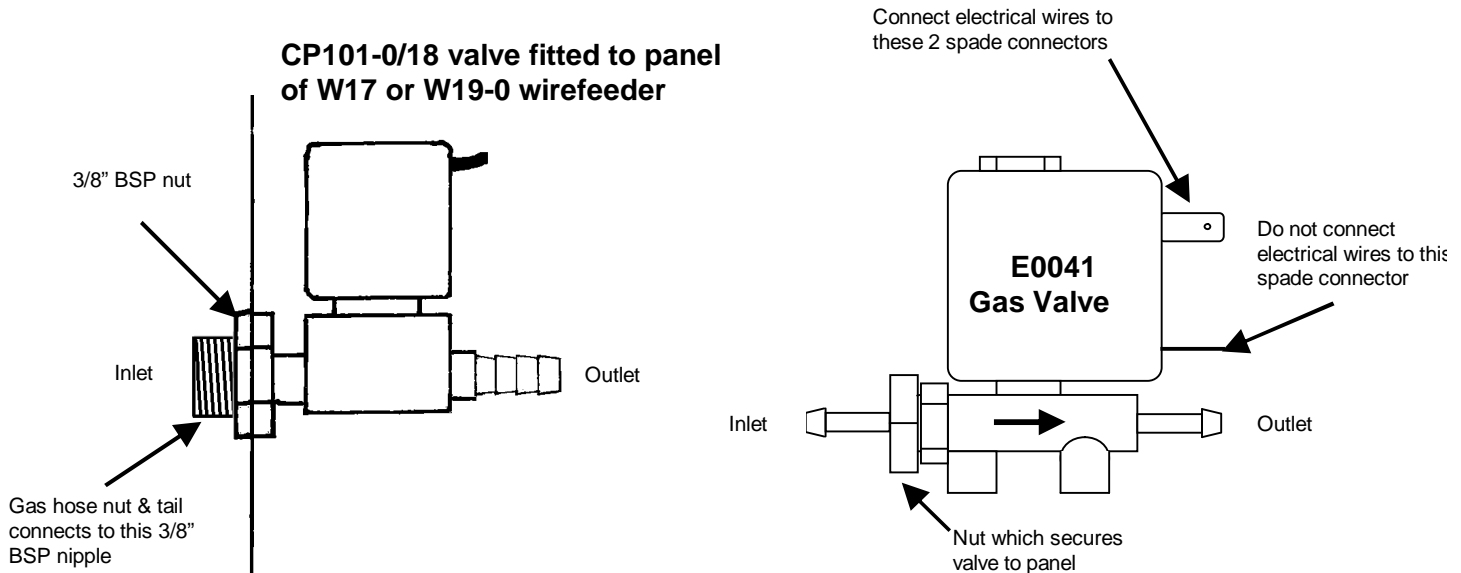 CP101-0/18 valve fitted to panel
of W17 or W19-0 wirefeeder
3/8” BSP nut
Inlet
Outlet
Gas hose nut & tail
connects to this 3/8”
BSP nipple
Connect electrical wires to
these 2 spade connectors
E0041
Gas Valve
Do not connect
electrical wires to this
spade connector
Inlet
Outlet
Nut which secures
valve to panel